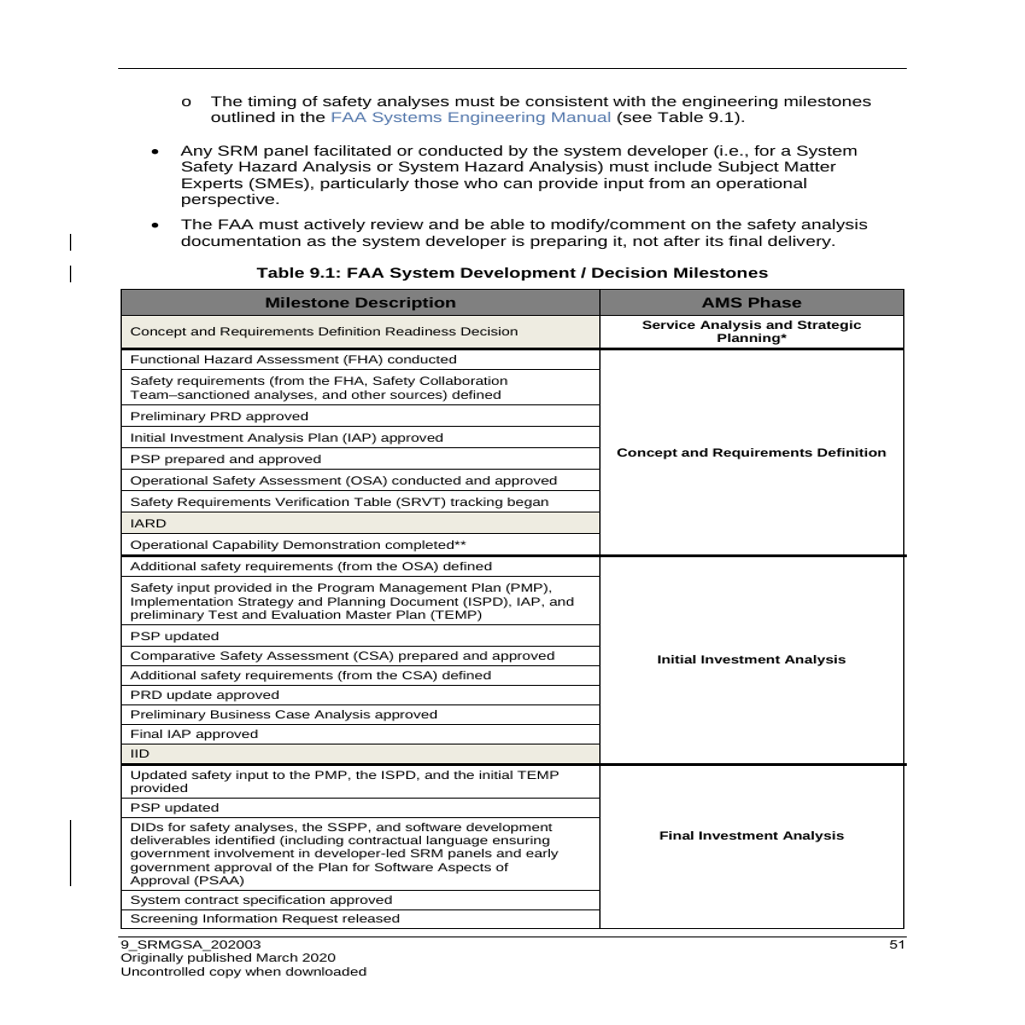 o The timing of safety analyses must be consistent with the engineering milestones
outlined in the FAA Systems Engineering Manual (see Table 9.1).
• Any SRM panel facilitated or conducted by the system developer (i.e., for a System
Safety Hazard Analysis or System Hazard Analysis) must include Subject Matter
Experts (SMEs), particularly those who can provide input from an operational
perspective.
• The FAA must actively review and be able to modify/comment on the safety analysis
documentation as the system developer is preparing it, not after its final delivery.
Table 9.1: FAA System Development / Decision Milestones
Milestone Description AMS Phase
Concept and Requirements Definition Readiness Decision
Service Analysis and Strategic
Planning*
Functional Hazard Assessment (FHA) conducted
Safety requirements (from the FHA, Safety Collaboration
Team–sanctioned analyses, and other sources) defined
Preliminary PRD approved
Initial Investment Analysis Plan (IAP) approved
PSP prepared and approved
Operational Safety Assessment (OSA) conducted and approved
Safety Requirements Verification Table (SRVT) tracking began
IARD
Operational Capability Demonstration completed**
Concept and Requirements Definition
Additional safety requirements (from the OSA) defined
Safety input provided in the Program Management Plan (PMP),
Implementation Strategy and Planning Document (ISPD), IAP, and
preliminary Test and Evaluation Master Plan (TEMP)
PSP updated
Comparative Safety Assessment (CSA) prepared and approved
Additional safety requirements (from the CSA) defined
PRD update approved
Preliminary Business Case Analysis approved
Final IAP approved
IID
Initial Investment Analysis
Updated safety input to the PMP, the ISPD, and the initial TEMP
provided
PSP updated
DIDs for safety analyses, the SSPP, and software development
deliverables identified (including contractual language ensuring
government involvement in developer-led SRM panels and early
government approval of the Plan for Software Aspects of
Approval (PSAA)
System contract specification approved
Screening Information Request released
Final Investment Analysis
9_SRMGSA_202003 51
Originally published March 2020
Uncontrolled copy when downloaded